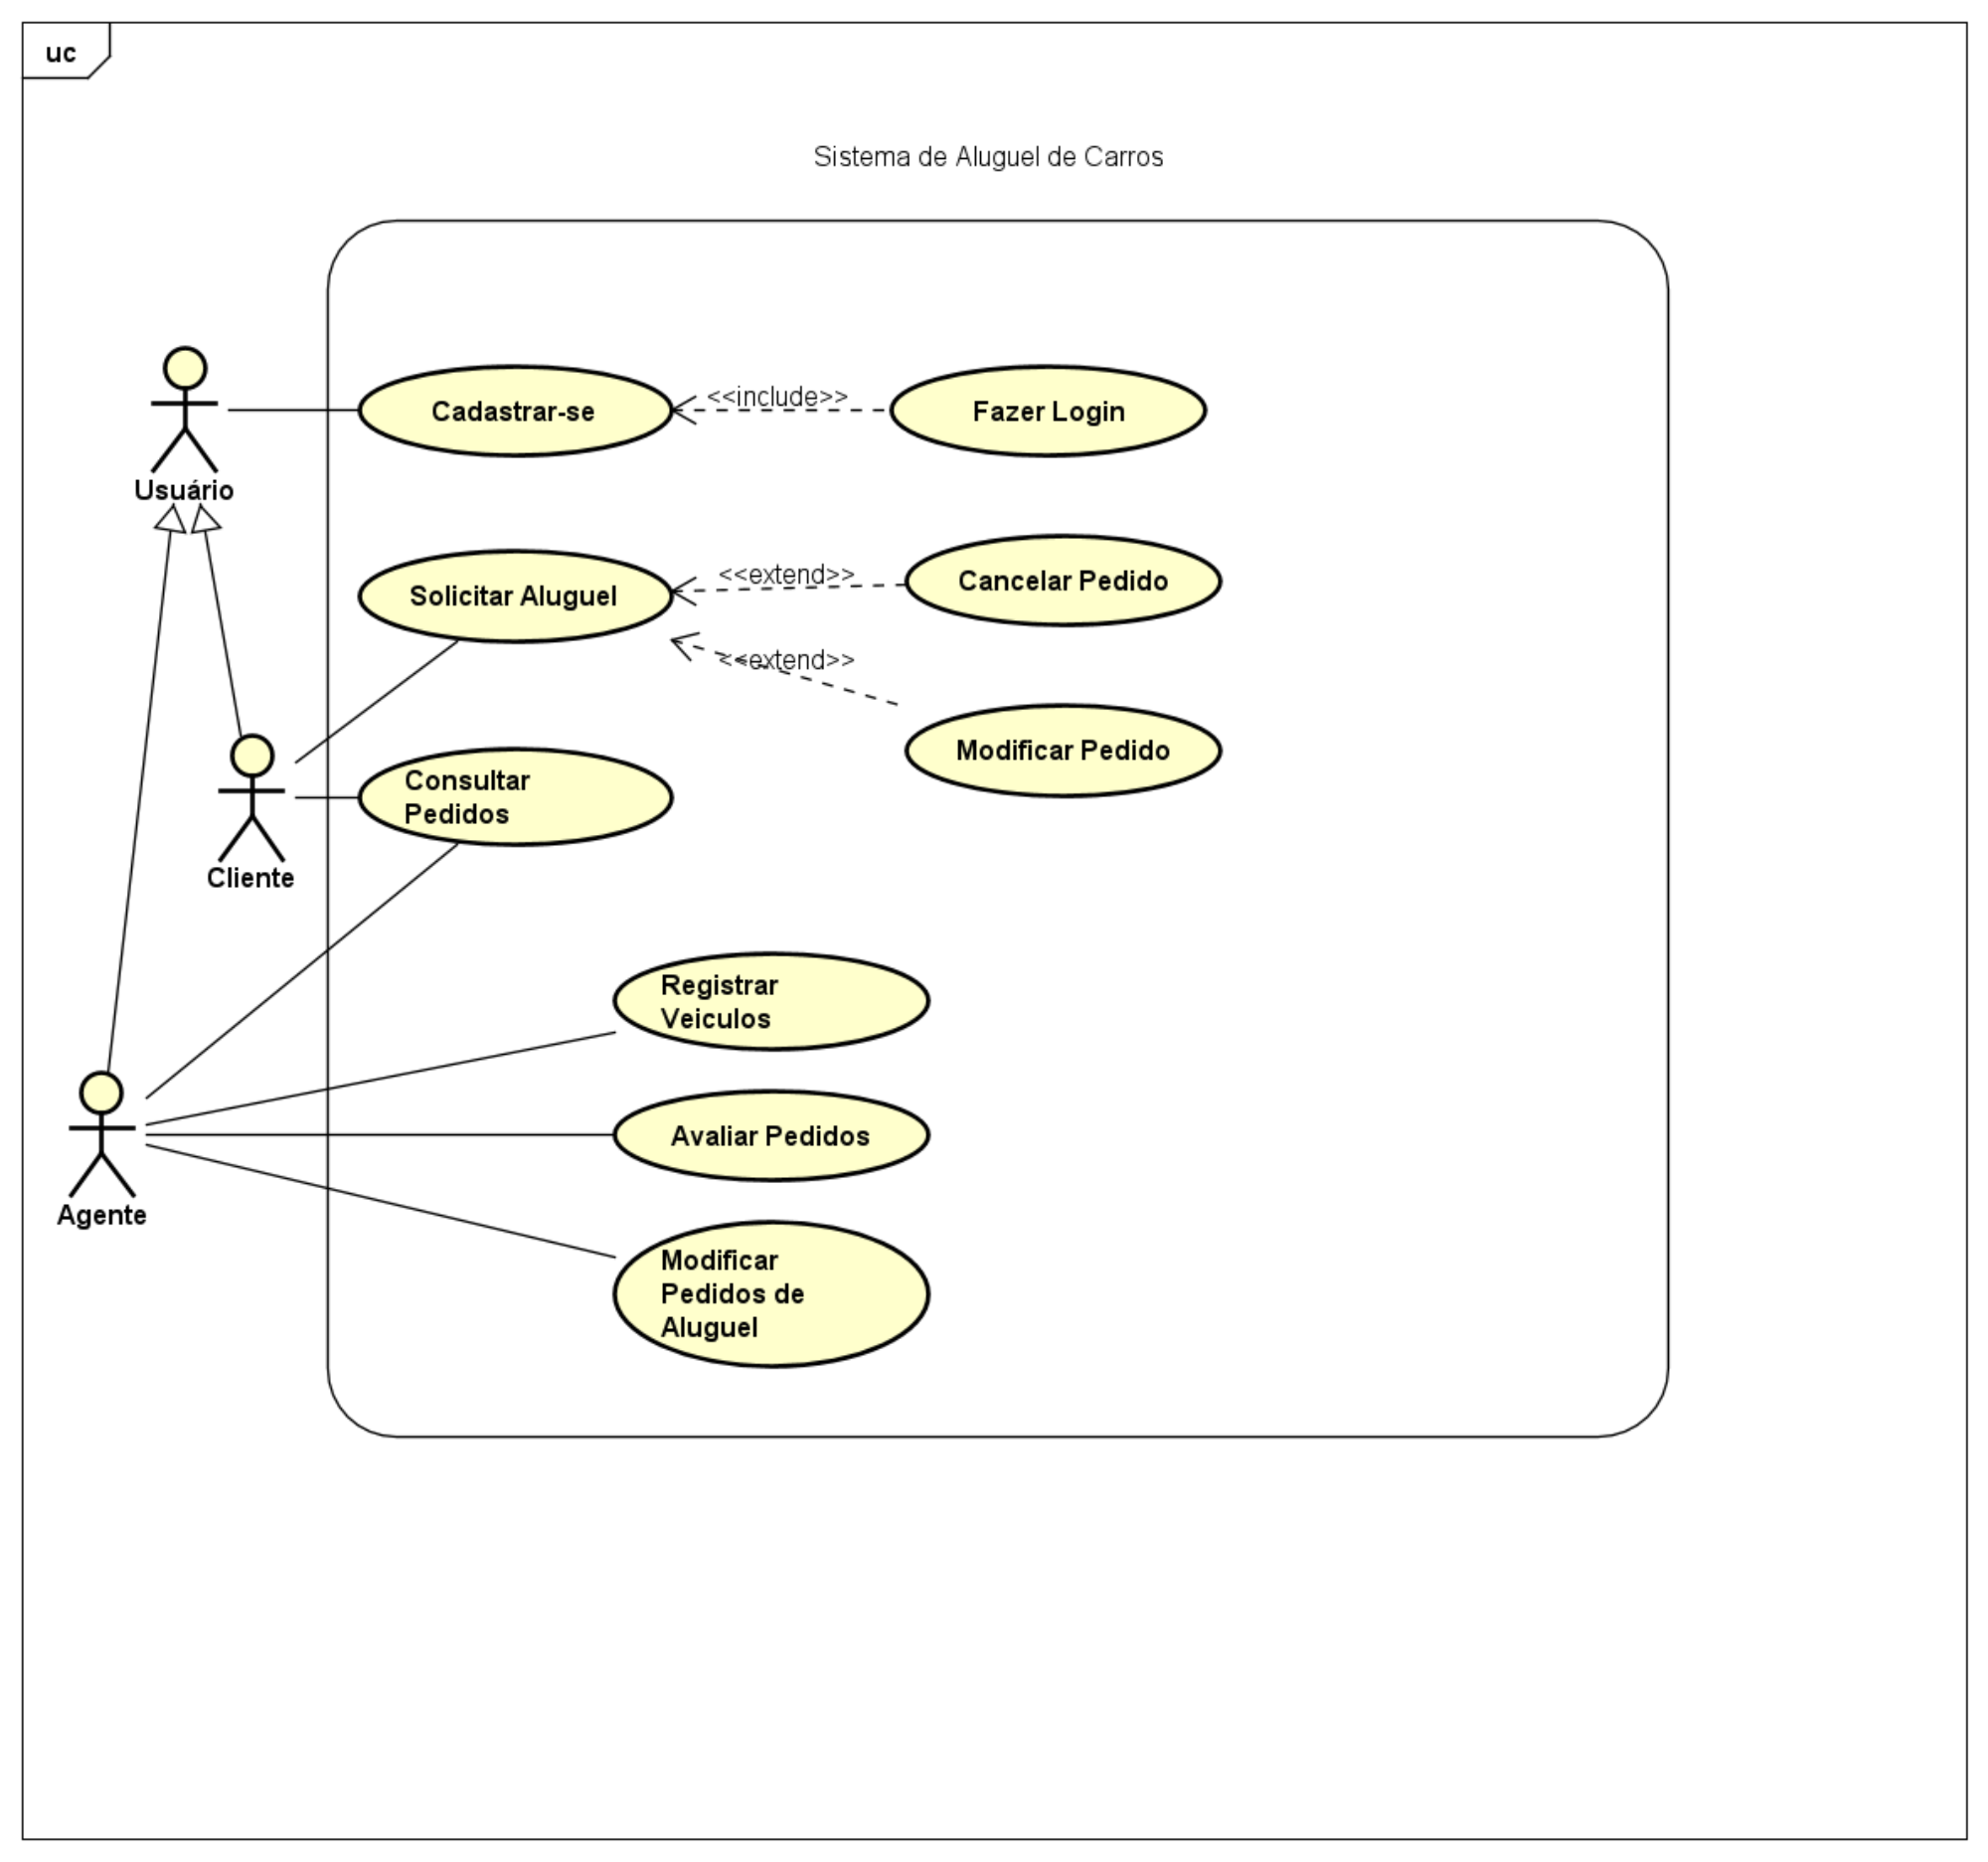 uc
Sistema de Aluguel de Carros
Cadastrar-se
<<include>>
Fazer Login
Usuário
Solicitar Aluguel
<<extend>>
Cancelar Pedido
<<extend>>
Modificar Pedido
Consultar
Pedidos
Cliente
Registrar
Veiculos
Avaliar Pedidos
Agente
Modificar
Pedidos de
Aluguel